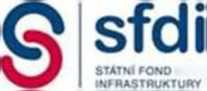 sfdi
STÁTNÍ FOND
INFRASTRUKTURY